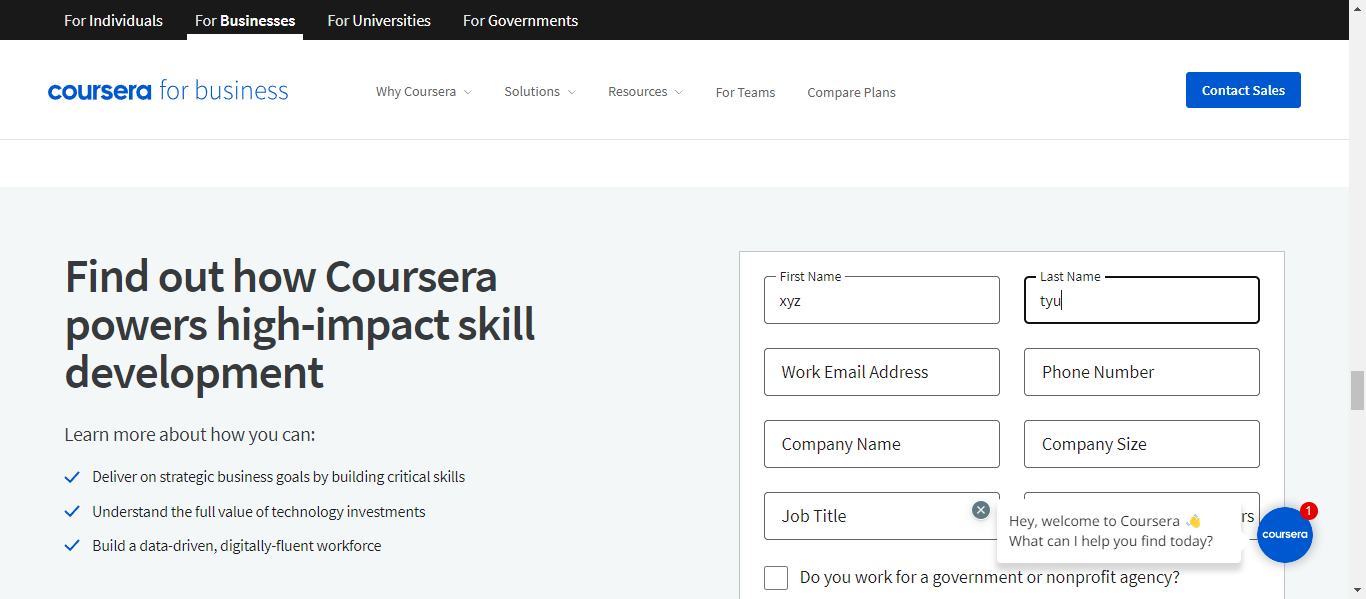 For Individuals
For Businesses
For Universities
For Governments
coursera for business
Why Coursera
Solutions
Resources
For Teams
Compare Plans
Contact Sales
Find out how Coursera
powers high-impact skill
development
Learn more about how you can:
Deliver on strategic business goals by building critical skills
Understand the full value of technology investments
Build a data-driven, digitally-fluent workforce
First Name
xyz
Last Name
tyu
Work Email Address
Phone Number
Company Name
Company Size
Job Title
Hey, welcome to Coursera 👋
What can I help you find today?
coursera
1
Do you work for a government or nonprofit agency?